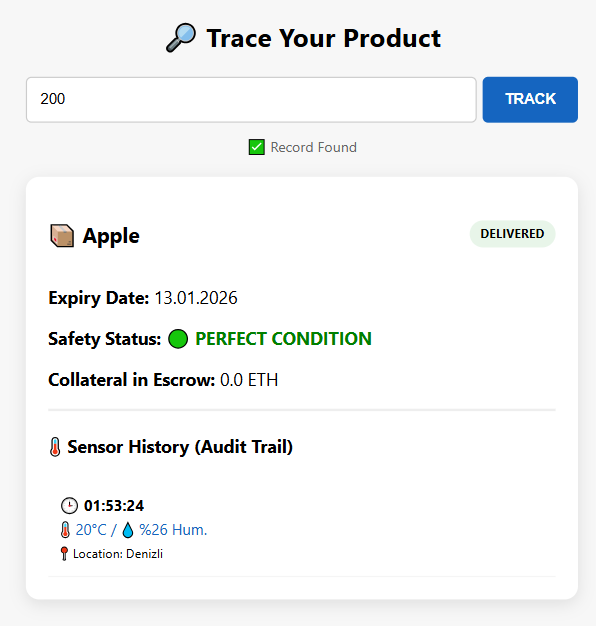 Trace Your Product
200
TRACK
Record Found
Apple
DELIVERED
Expiry Date: 13.01.2026
Safety Status: PERFECT CONDITION
Collateral in Escrow: 0.0 ETH
Sensor History (Audit Trail)
01:53:24
20°C / %26 Hum.
Location: Denizli